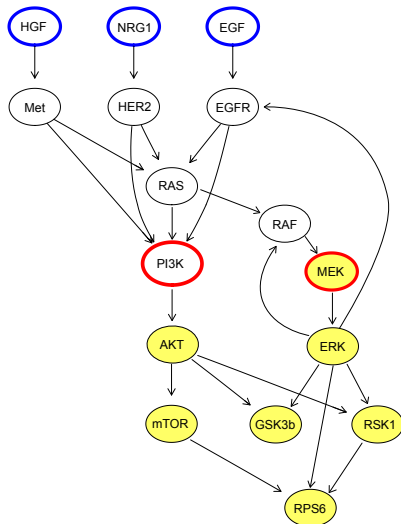 HGF
NRG1
EGF
Met
HER2
EGFR
RAS
RAF
PI3K
MEK
AKT
ERK
mTOR
GSK3b
RSK1
RPS6